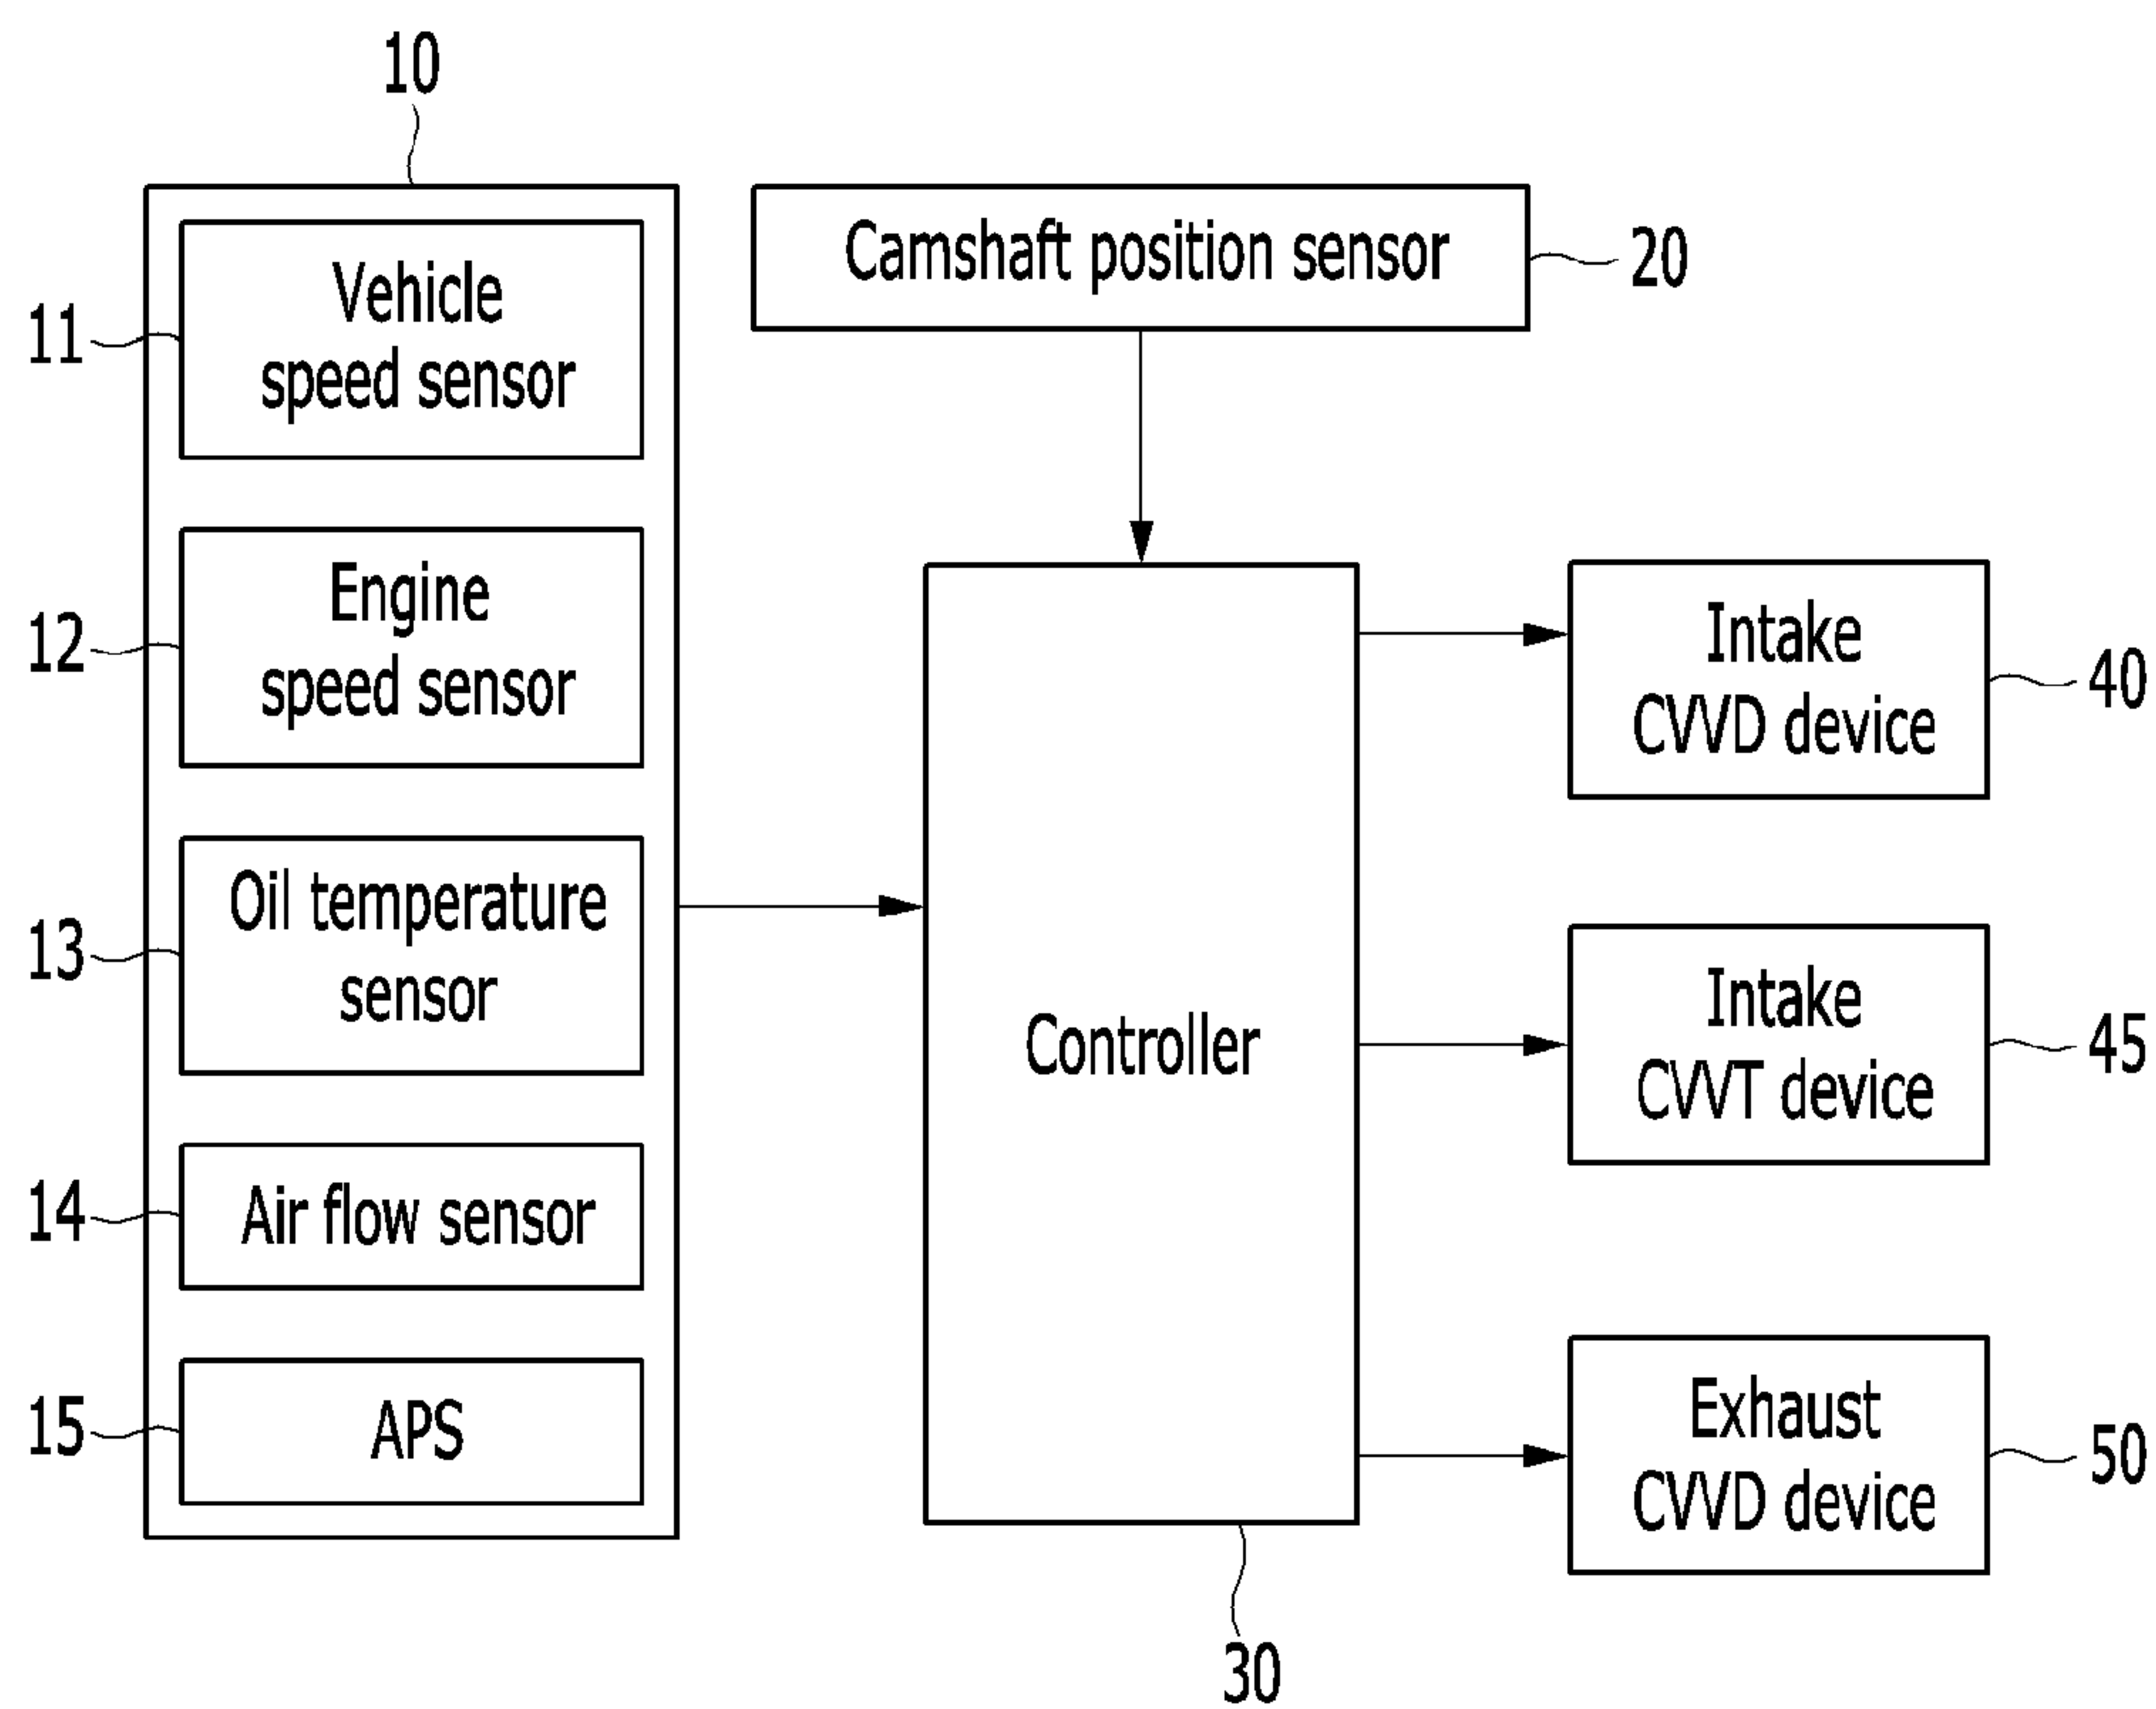 10
Vehicle
speed sensor
11
Engine
speed sensor
12
Oil temperature
sensor
13
Air flow sensor
14
APS
15
Camshaft position sensor
20
Controller
30
Intake
CVVD device
40
Intake
CVVT device
45
Exhaust
CVVD device
50